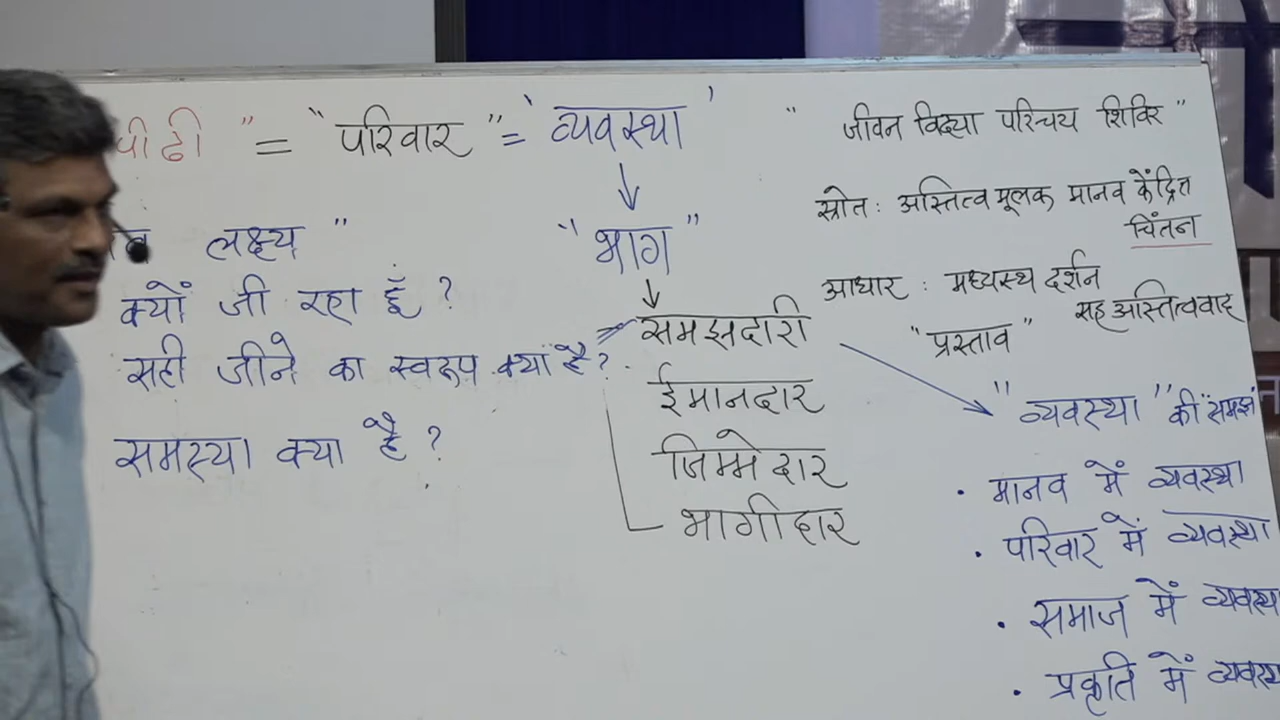 पीढी " = " परिवार " = ' व्यवस्था '
↓
लक्ष्य "
" भाग "
↓
क्यों जी रहा हूँ ?
सही जीने का स्वरूप क्या है ?
समस्या क्या है ?
समझदारी
ईमानदार
जिम्मेदार
भागीदार
" जीवन विद्या परिचय शिविर "
स्रोत : अस्तित्व मूलक मानव केंद्रित
चिंतन
आधार : मध्यस्थ दर्शन
सह अस्तित्ववाद
" प्रस्ताव "
" व्यवस्था " की "समझ
• मानव में व्यवस्था
• परिवार में व्यवस्था
• समाज में व्यवस्था
• प्रकृति में